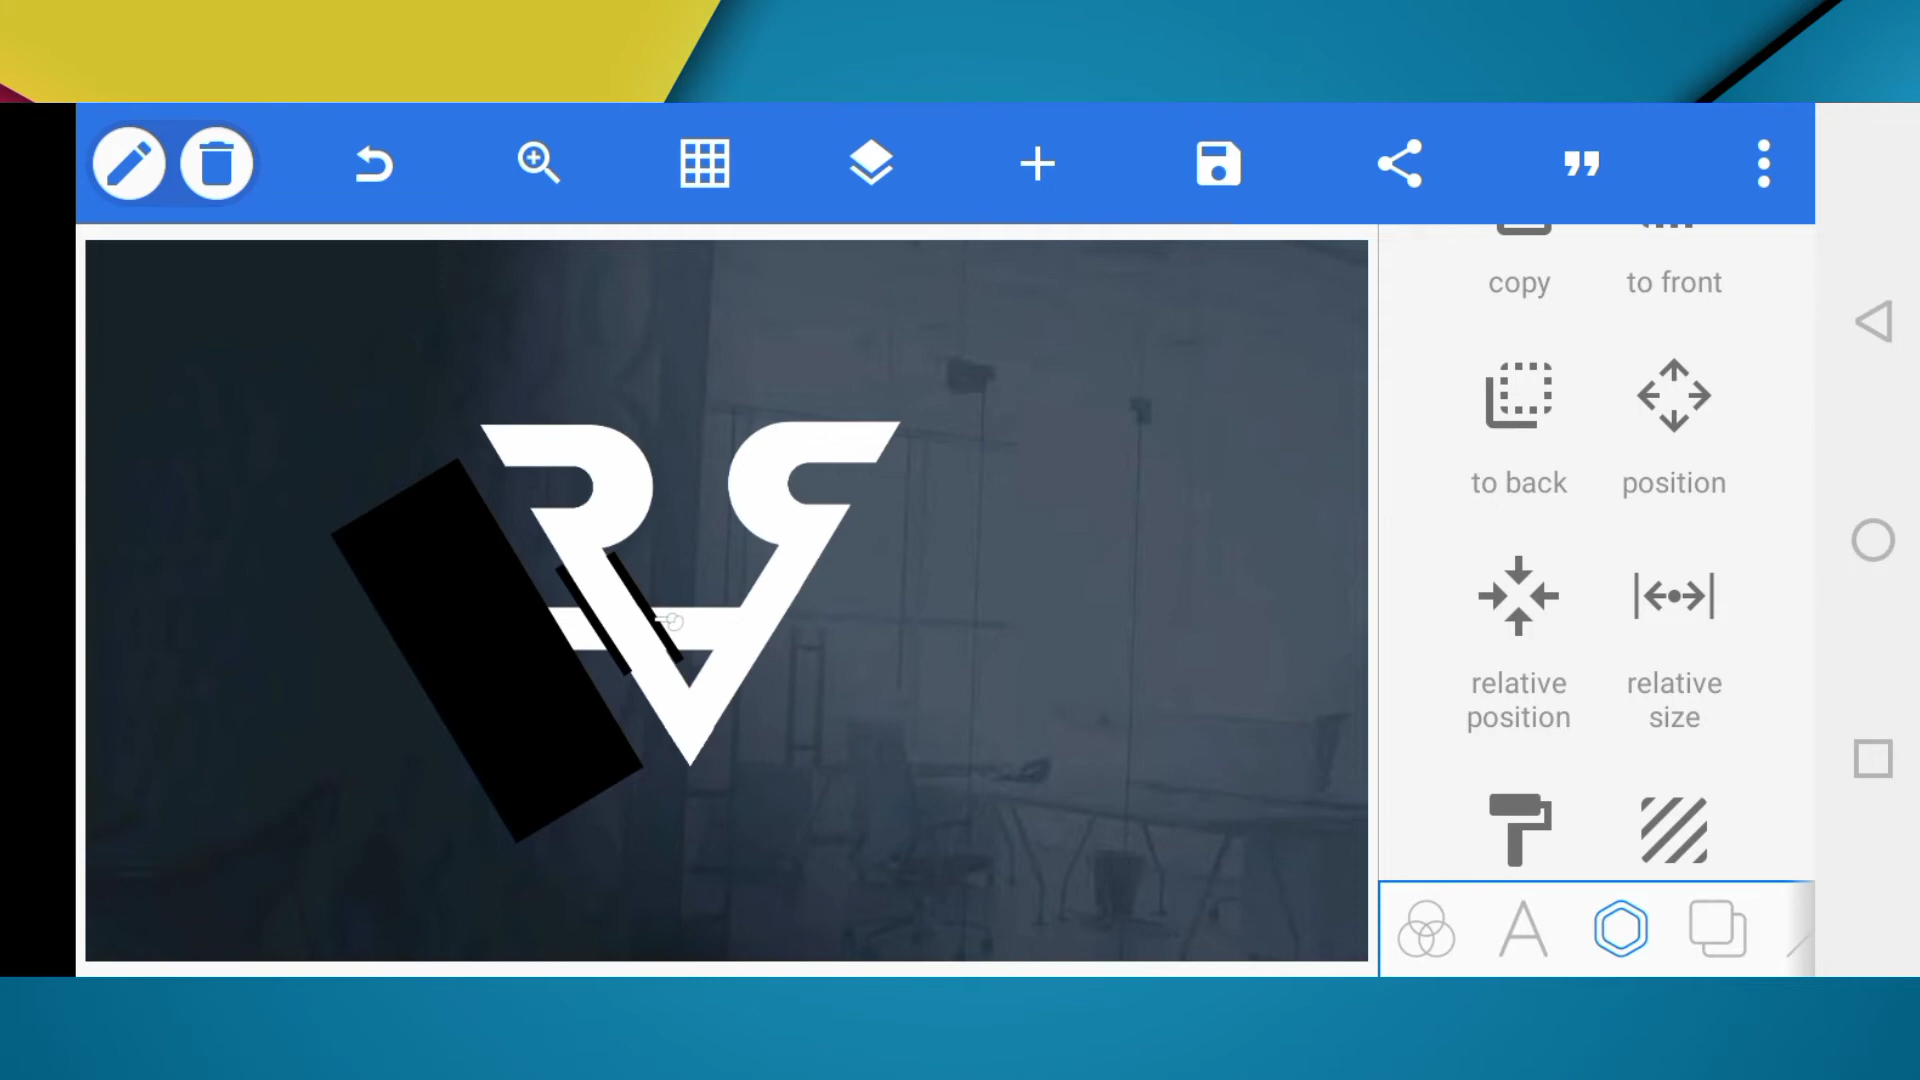 copy
to front
to back
position
relative
position
relative
size